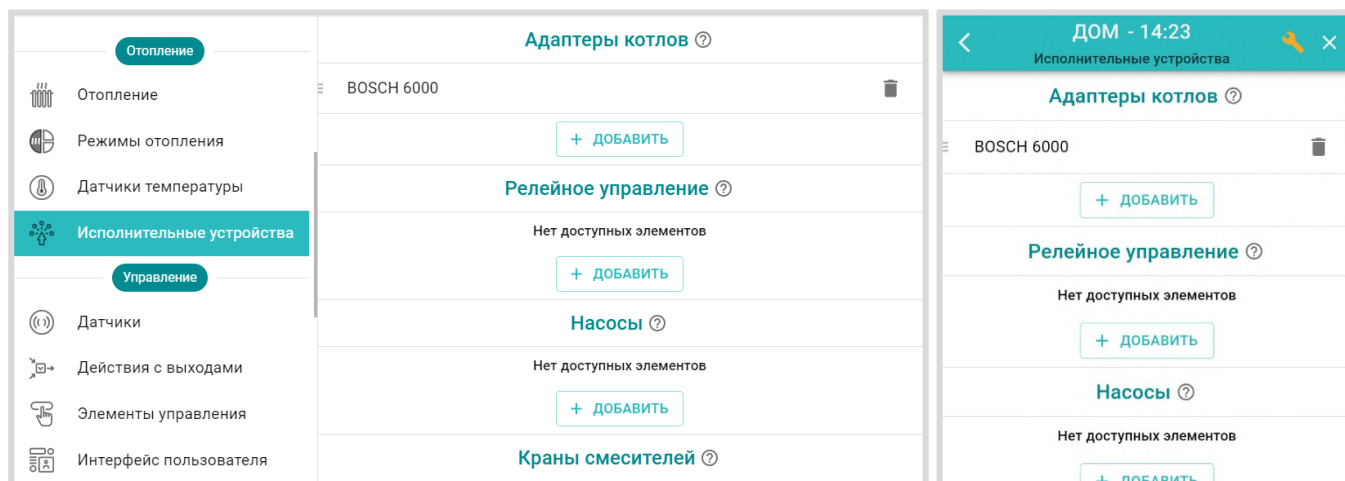 Отопление
Отопление
Режимы отопления
Датчики температуры
Исполнительные устройства
Управление
Датчики
Действия с выходами
Элементы управления
Интерфейс пользователя
Адаптеры котлов ?
BOSCH 6000
+ ДОБАВИТЬ
Релейное управление ?
Нет доступных элементов
+ ДОБАВИТЬ
Насосы ?
Нет доступных элементов
+ ДОБАВИТЬ
Краны смесителей ?
ДОМ - 14:23
Исполнительные устройства
Адаптеры котлов ?
BOSCH 6000
+ ДОБАВИТЬ
Релейное управление ?
Нет доступных элементов
+ ДОБАВИТЬ
Насосы ?
Нет доступных элементов
+ ДОБАВИТЬ